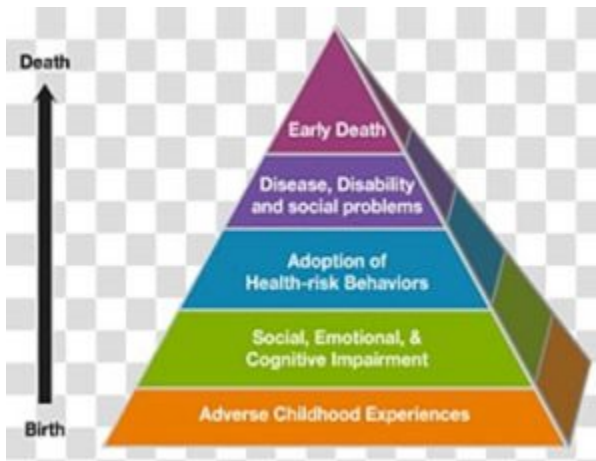 Death
Early Death
Disease, Disability
and social problems
Adoption of
Health-risk Behaviors
Social, Emotional, &
Cognitive Impairment
Adverse Childhood Experiences
Birth